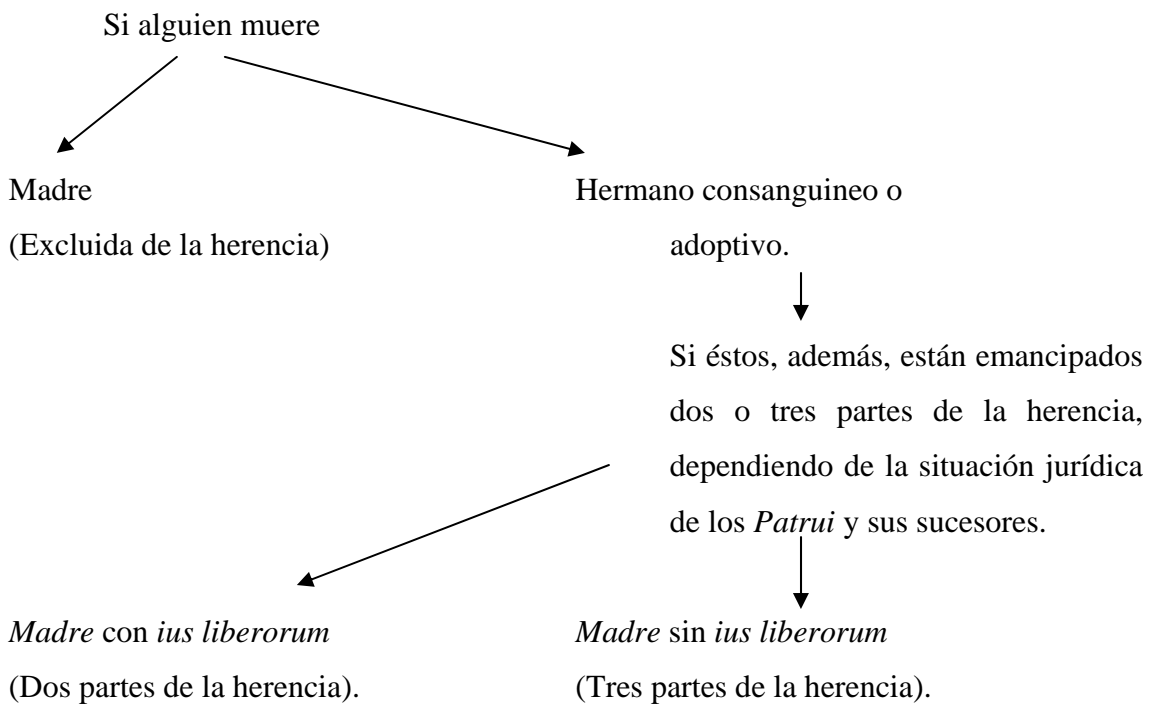 Si alguien muere
Madre
(Excluida de la herencia)
Hermano consanguineo o
adoptivo.
Si éstos, además, están emancipados
dos o tres partes de la herencia,
dependiendo de la situación jurídica
de los Patrui y sus sucesores.
Madre con ius liberorum
(Dos partes de la herencia).
Madre sin ius liberorum
(Tres partes de la herencia).